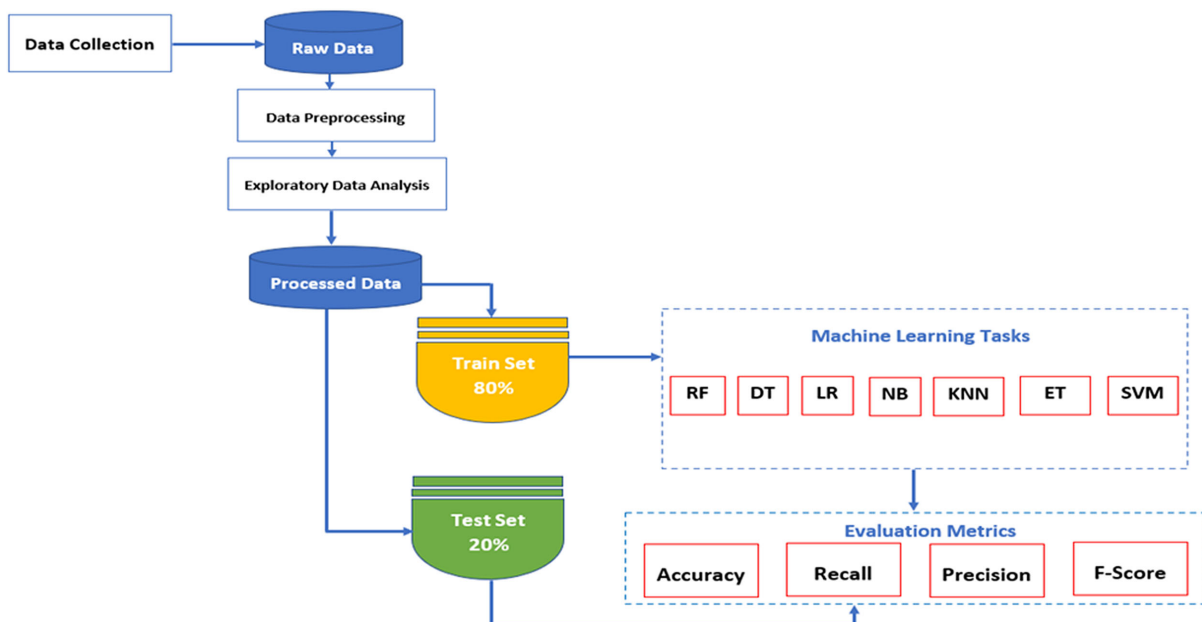 Data Collection
Raw Data
Data Preprocessing
Exploratory Data Analysis
Processed Data
Train Set
80%
Machine Learning Tasks
RF DT LR NB KNN ET SVM
Test Set
20%
Evaluation Metrics
Accuracy Recall Precision F-Score